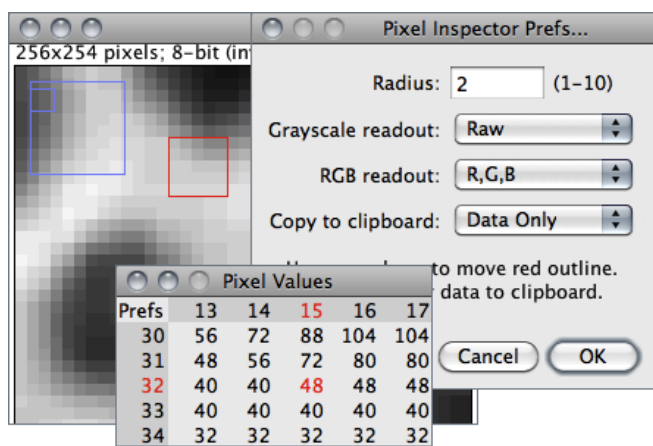 256x254 pixels; 8-bit (in
Pixel Inspector Prefs...
Radius: 2 (1-10)
Grayscale readout: Raw
RGB readout: R,G,B
Copy to clipboard: Data Only
to move red outline.
data to clipboard.
Cancel OK
Pixel Values
Prefs 13 14 15 16 17
30 56 72 88 104 104
31 48 56 72 80 80
32 40 40 48 48 48
33 40 40 40 40 40
34 32 32 32 32 32